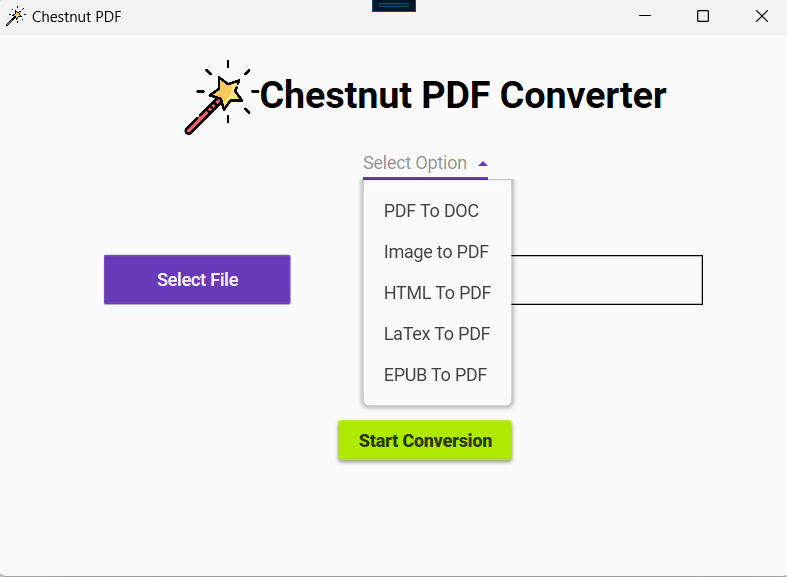 Chestnut PDF
Chestnut PDF Converter
Select Option
PDF To DOC
Image to PDF
HTML To PDF
LaTex To PDF
EPUB To PDF
Select File
Start Conversion